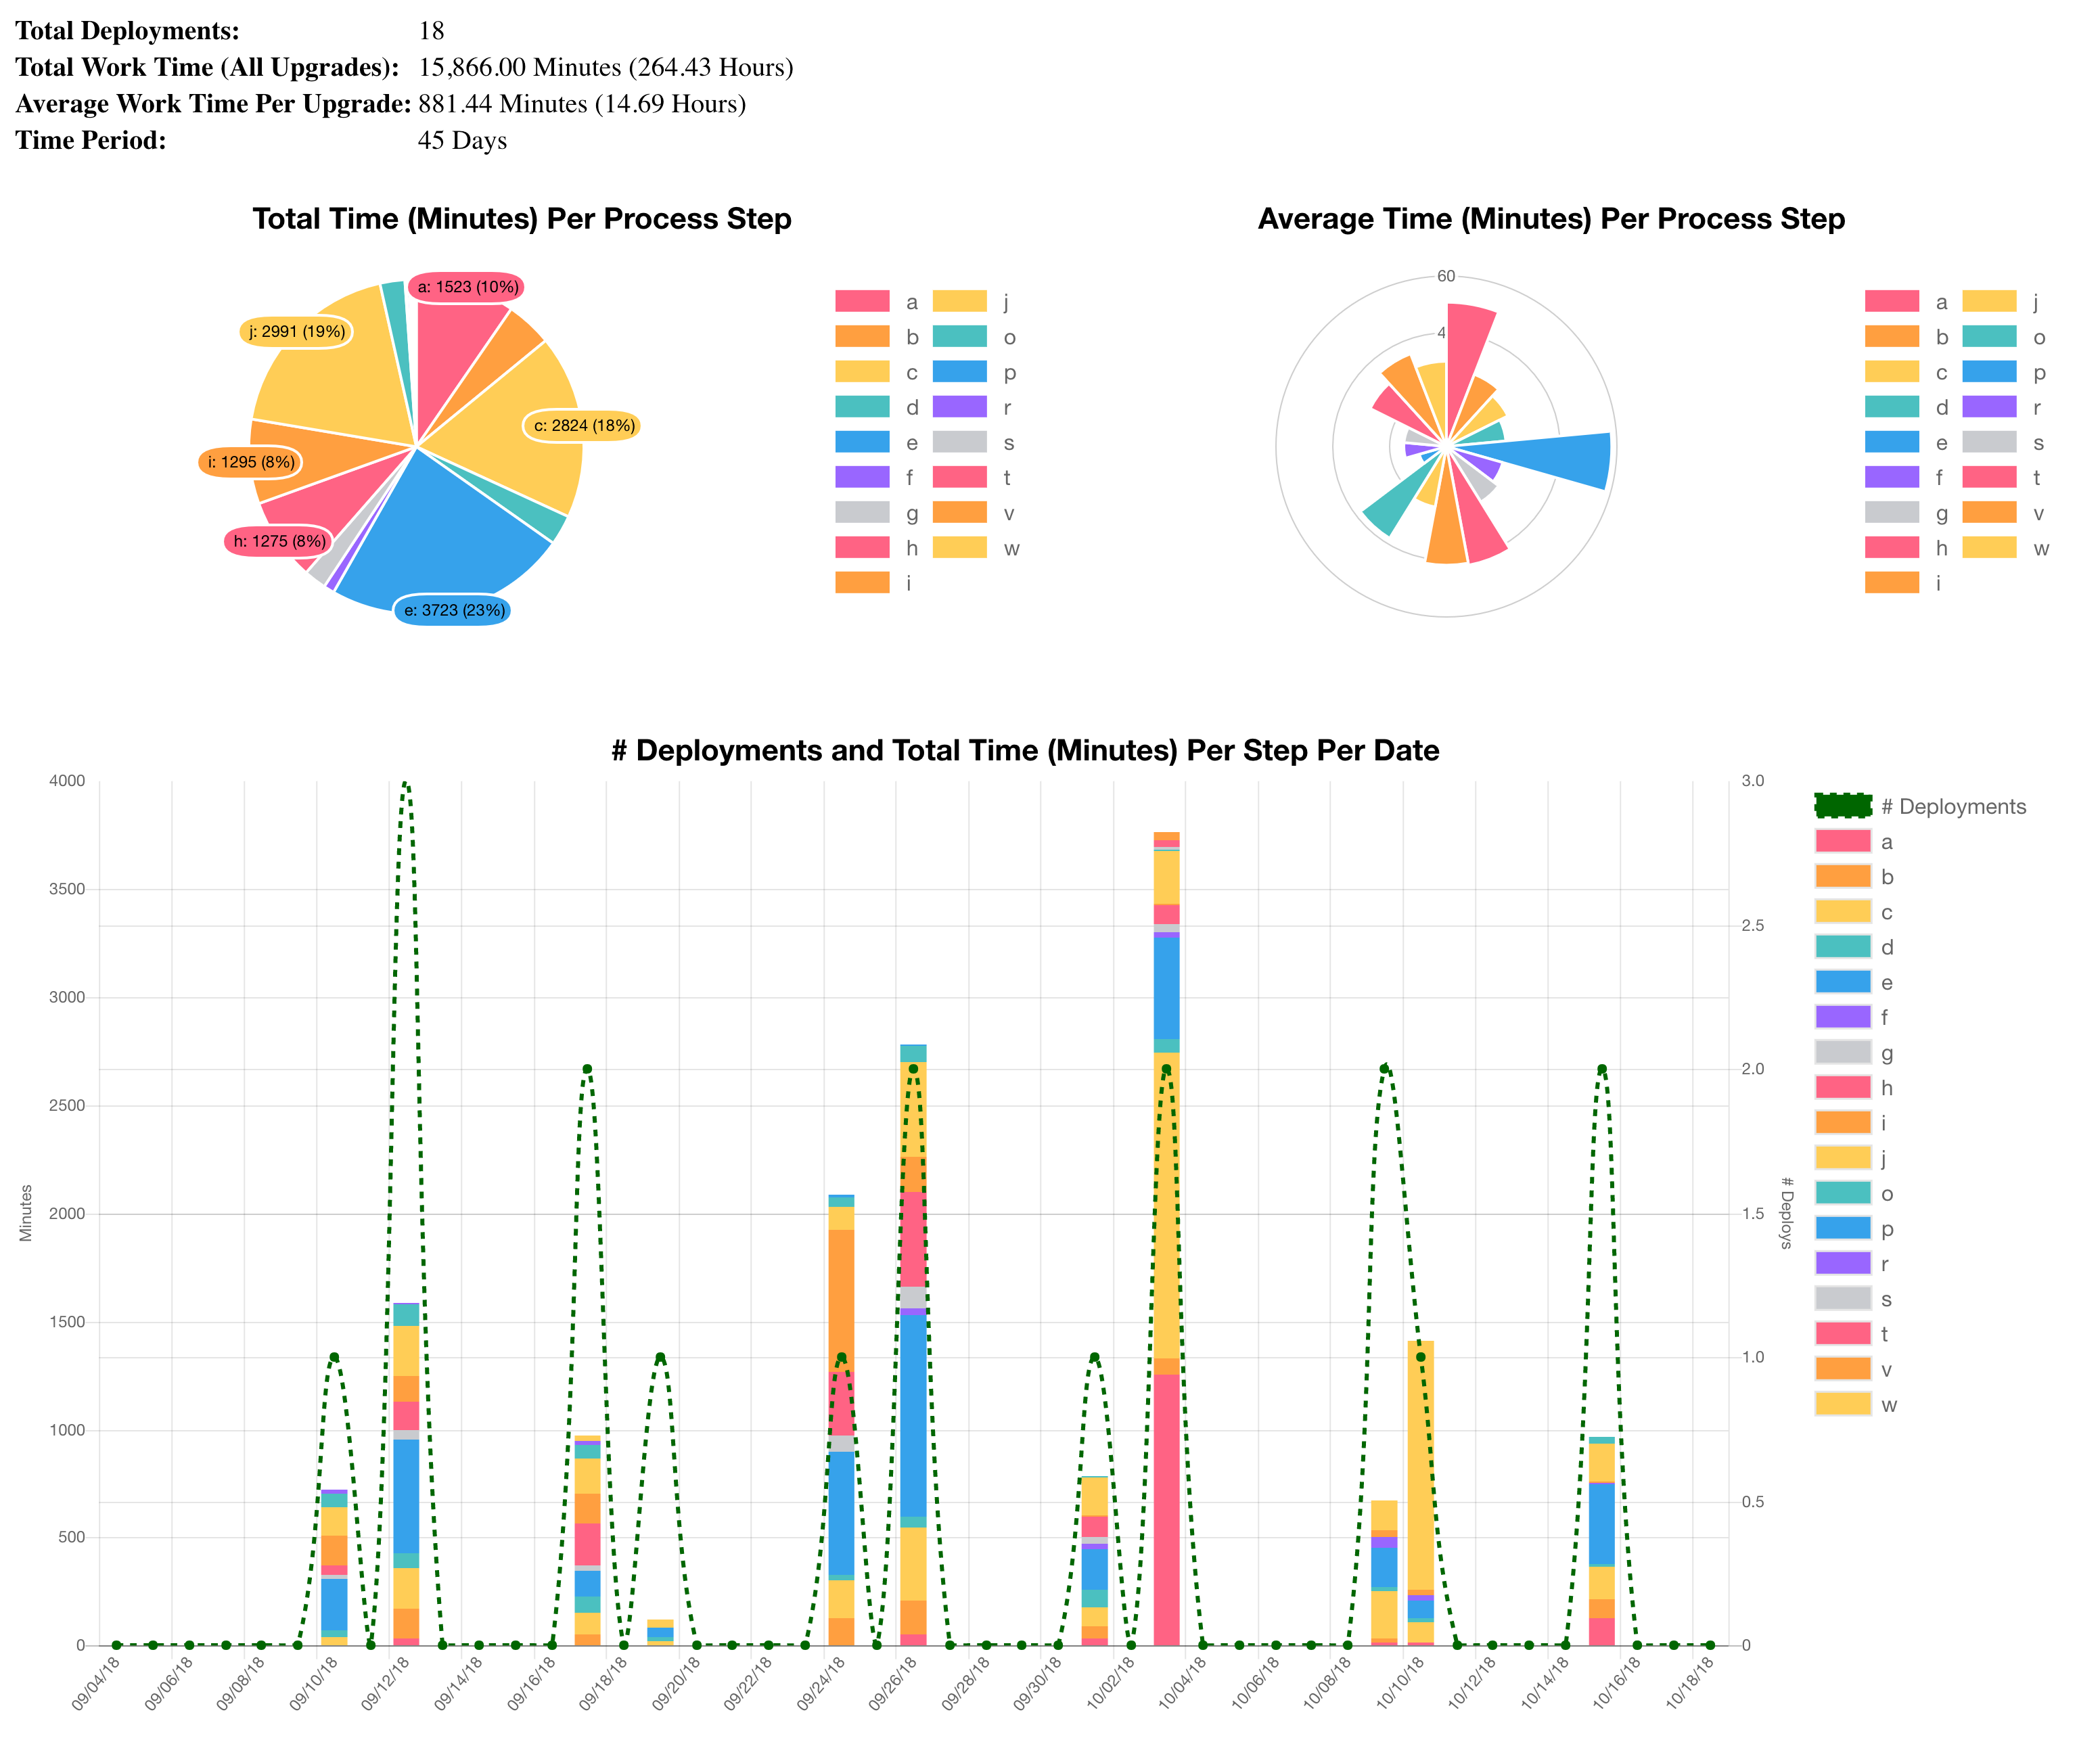 Total Deployments: 18
Total Work Time (All Upgrades): 15,866.00 Minutes (264.43 Hours)
Average Work Time Per Upgrade: 881.44 Minutes (14.69 Hours)
Time Period: 45 Days
Total Time (Minutes) Per Process Step
a: 1523 (10%)
j: 2991 (19%)
c: 2824 (18%)
i: 1295 (8%)
h: 1275 (8%)
e: 3723 (23%)
a j
b o
c p
d r
e s
f t
g v
h w
i
Average Time (Minutes) Per Process Step
60
4
a j
b o
c p
d r
e s
f t
g v
h w
i
# Deployments and Total Time (Minutes) Per Step Per Date
Minutes
4000
3500
3000
2500
2000
1500
1000
500
0
3.0
2.5
2.0
1.5
1.0
0.5
0
# Deploys
09/04/18
09/06/18
09/08/18
09/10/18
09/12/18
09/14/18
09/16/18
09/18/18
09/20/18
09/22/18
09/24/18
09/26/18
09/28/18
09/30/18
10/02/18
10/04/18
10/06/18
10/08/18
10/10/18
10/12/18
10/14/18
10/16/18
10/18/18
# Deployments
a
b
c
d
e
f
g
h
i
j
o
p
r
s
t
v
w